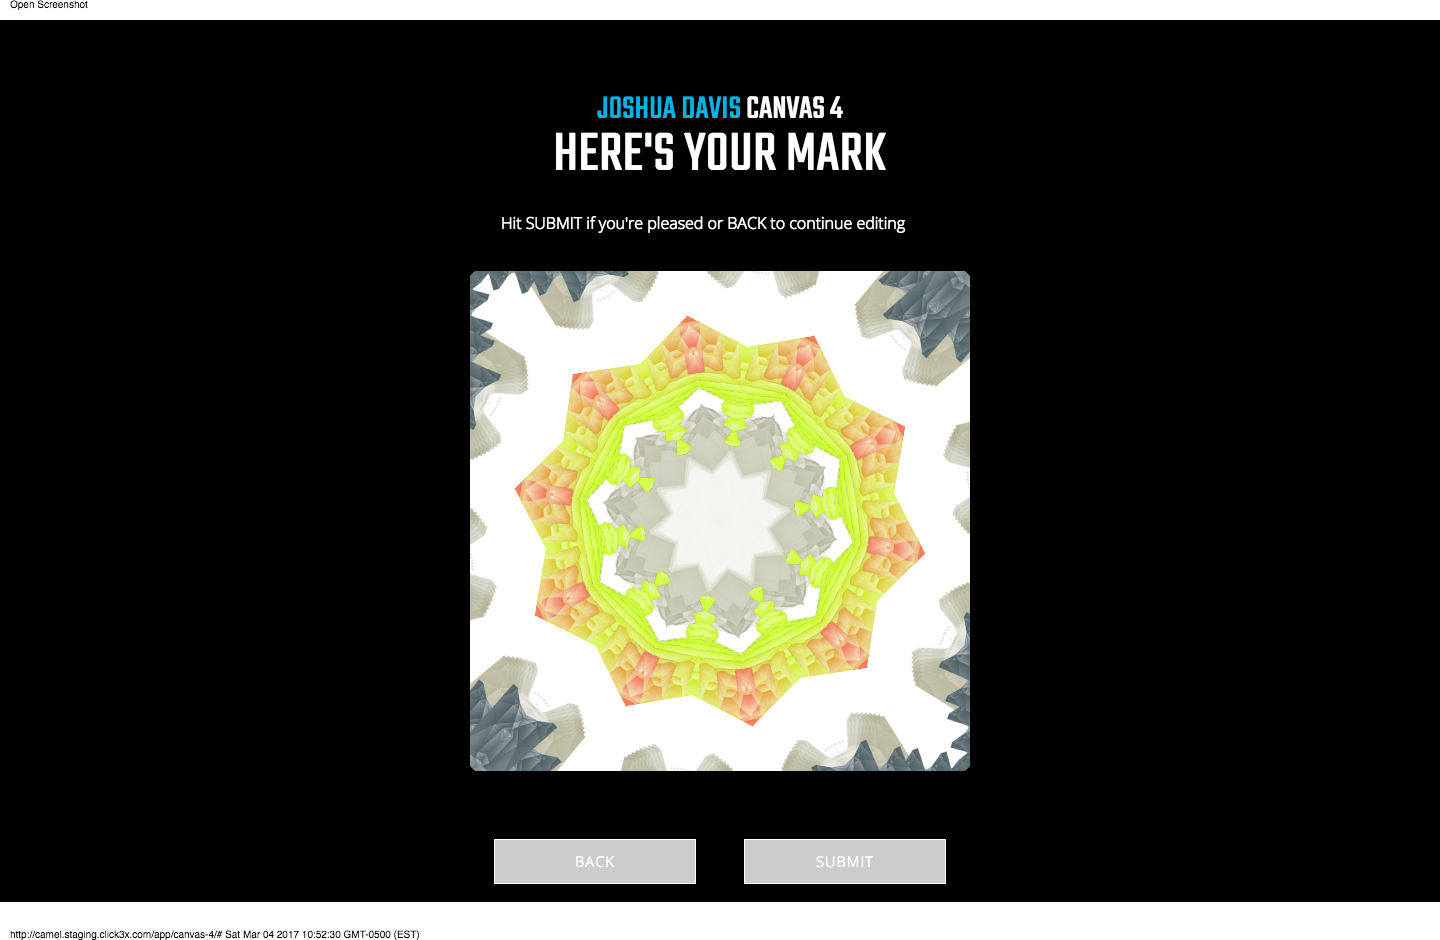 Open Screenshot
JOSHUA DAVIS CANVAS 4
HERE'S YOUR MARK
Hit SUBMIT if you're pleased or BACK to continue editing
BACK
SUBMIT
http://camel.staging.click3x.com/app/canvas-4/# Sat Mar 04 2017 10:52:30 GMT-0500 (EST)